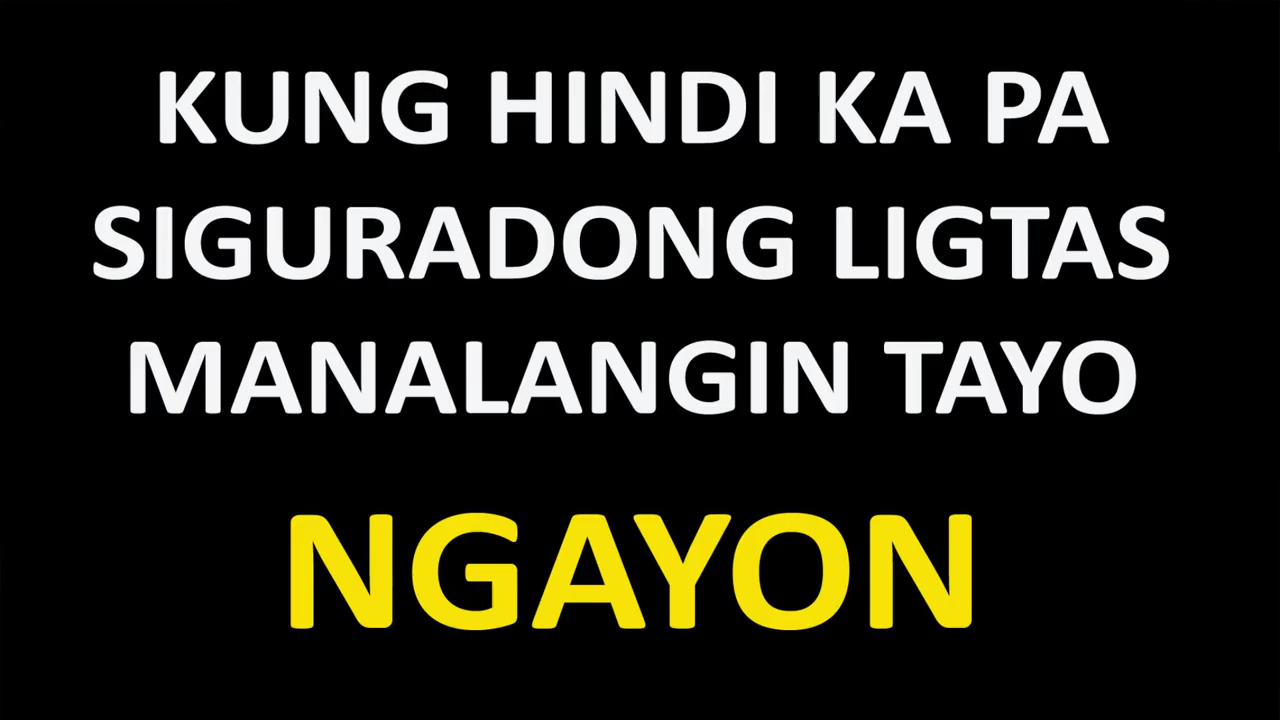 KUNG HINDI KA PA
SIGURADONG LIGTAS
MANALANGIN TAYO
NGAYON